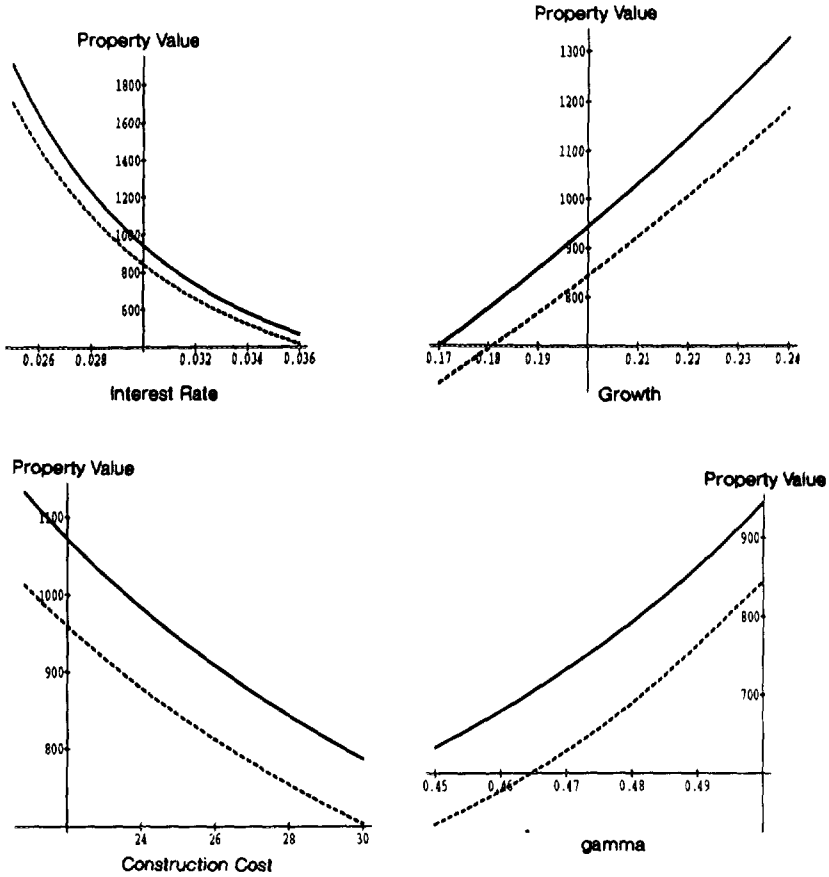 Property Value
1800
1600
1400
1200
1000
800
600
0.026 0.028 0.032 0.034 0.036
Interest Rate
Property Value
1300
1200
1100
1000
900
800
0.17 0.18 0.19 0.21 0.22 0.23 0.24
Growth
Property Value
1100
1000
900
800
24 26 28 30
Construction Cost
Property Value
900
800
700
0.45 0.46 0.47 0.48 0.49
gamma